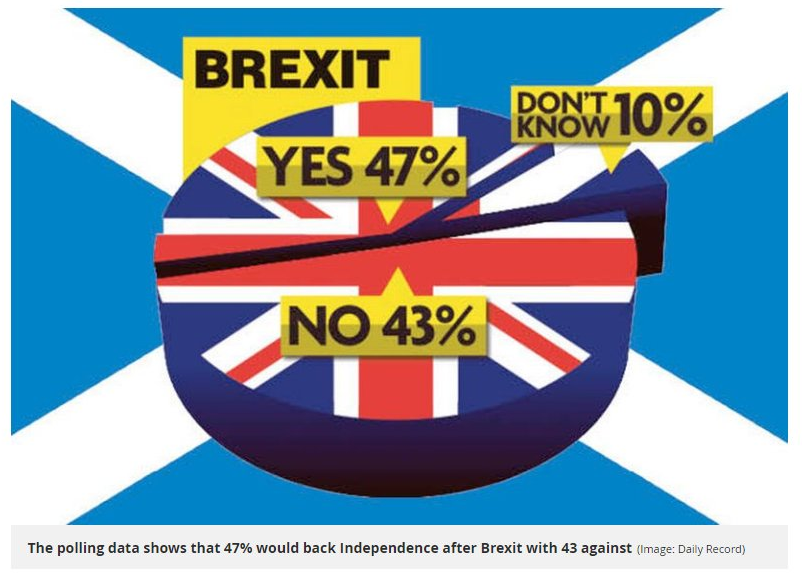 BREXIT
DON'T
KNOW 10%
YES 47%
NO 43%
The polling data shows that 47% would back Independence after Brexit with 43 against (Image: Daily Record)